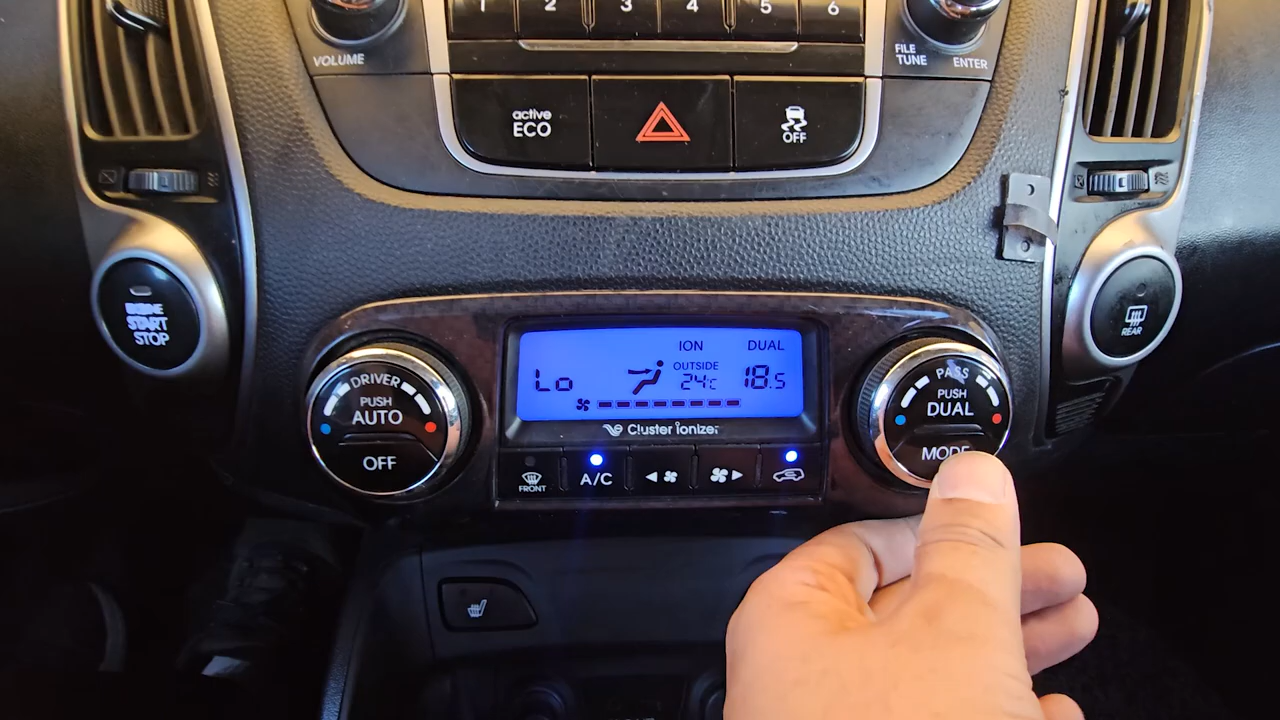 1 2 3 4 5 6
VOLUME
FILE
TUNE ENTER
active
ECO
OFF
START
STOP
REAR
DRIVER
PUSH
AUTO
OFF
ION DUAL
OUTSIDE
Lo 24c 18.5
Cluster ionizer
FRONT A/C
PASS
PUSH
DUAL
MODE